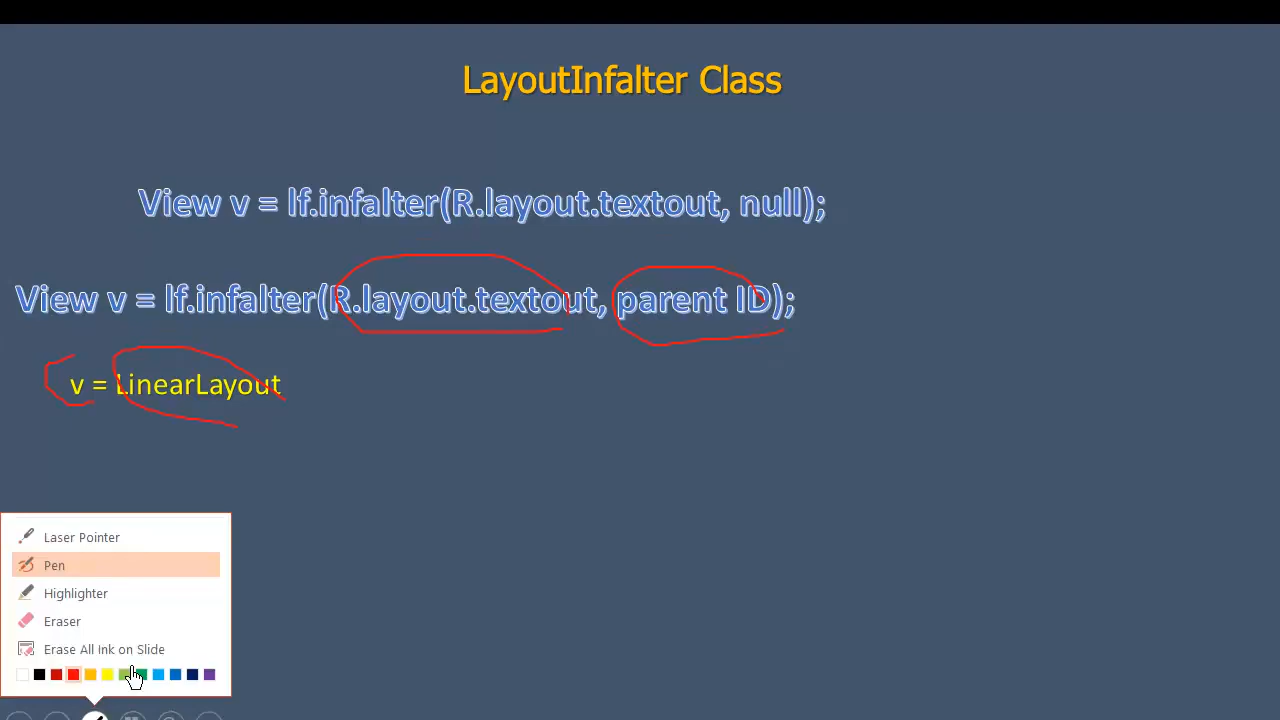 LayoutInfalter Class
View v = lf.infalter(R.layout.textout, null);
View v = lf.infalter(R.layout.textout, parent ID);
v = LinearLayout
Laser Pointer
Pen
Highlighter
Eraser
Erase All Ink on Slide